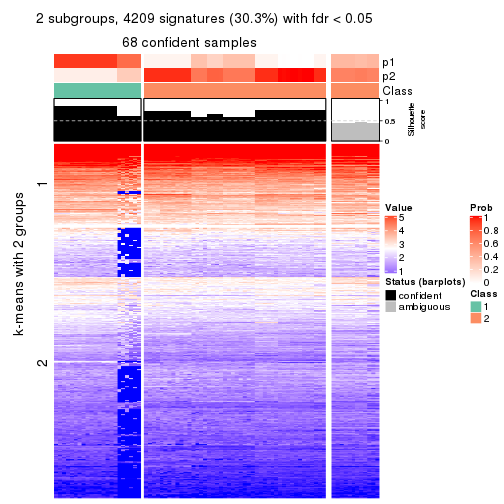 2 subgroups, 4209 signatures (30.3%) with fdr < 0.05
68 confident samples
p1
p2
Class
1
0.5
0
Silhouette
score
k-means with 2 groups
1
2
Value
5
4
3
2
1
Status (barplots)
confident
ambiguous
Prob
1
0.8
0.6
0.4
0.2
0
Class
1
2